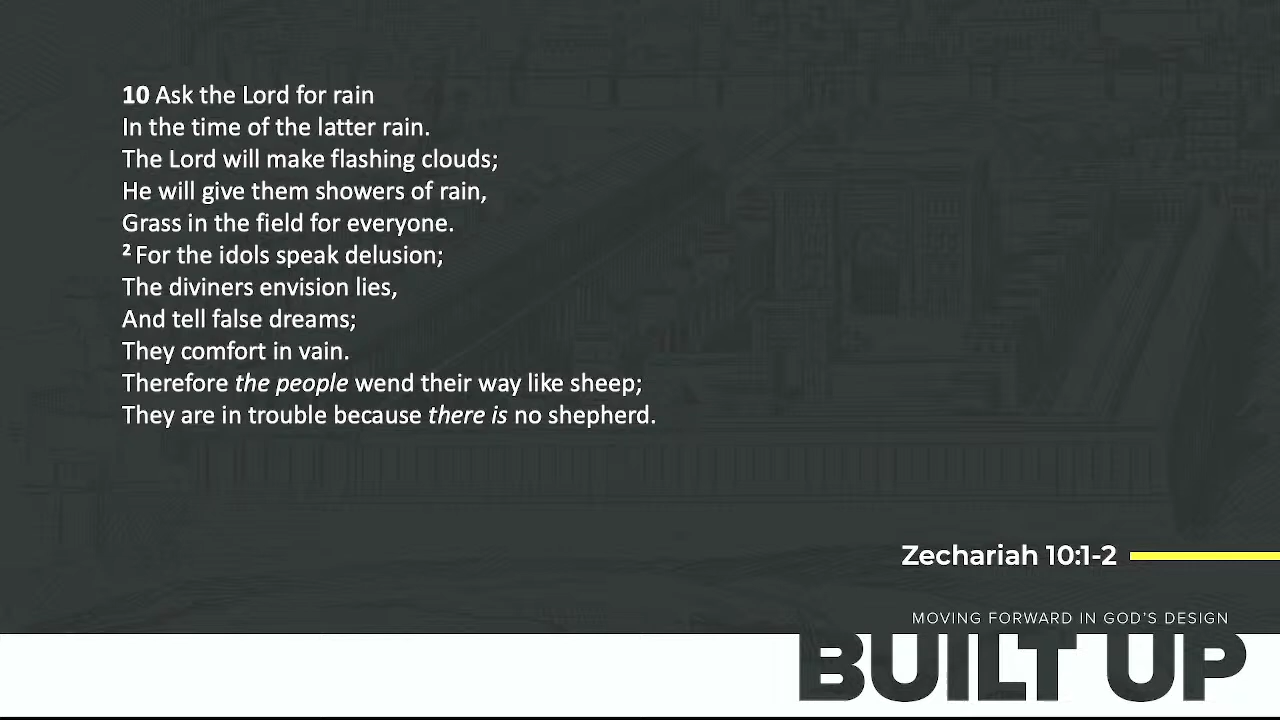 10 Ask the Lord for rain
In the time of the latter rain.
The Lord will make flashing clouds;
He will give them showers of rain,
Grass in the field for everyone.
2 For the idols speak delusion;
The diviners envision lies,
And tell false dreams;
They comfort in vain.
Therefore the people wend their way like sheep;
They are in trouble because there is no shepherd.
Zechariah 10:1-2
MOVING FORWARD IN GOD'S DESIGN
BUILT UP